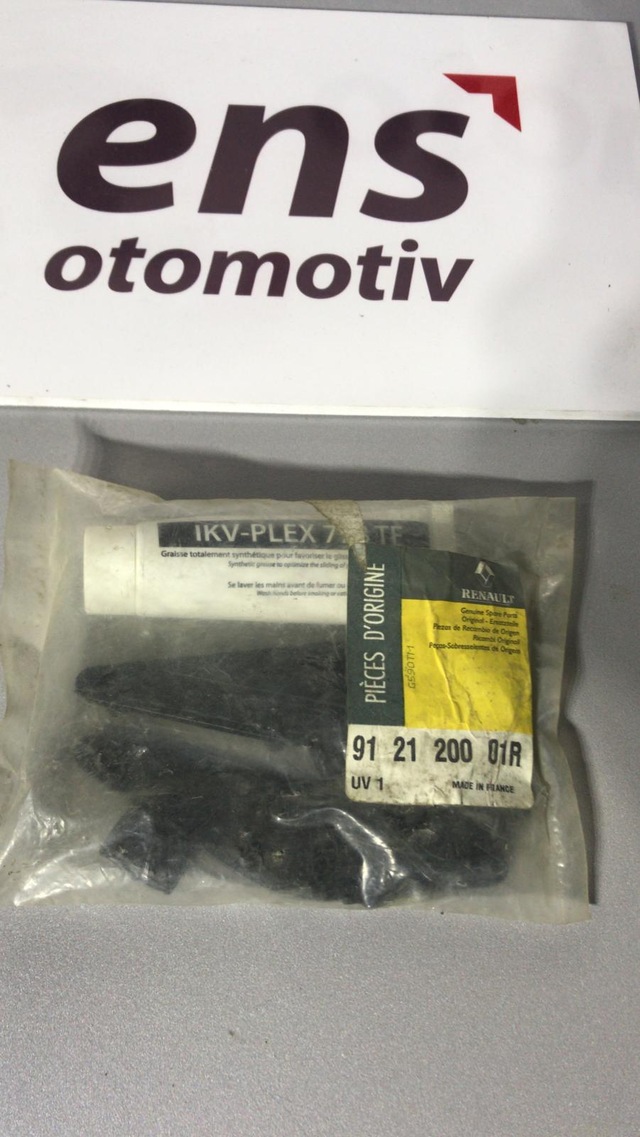 ens
otomotiv
IKV-PLEX 7 TF
Graisse totalement synthétique pour favoriser le
Synthetic grease to optimize the sliding of
Se laver les mains avant de fumer ou
Wash hands before smoking or
PIÈCES D'ORIGINE
RENAULT
Genuine Spare Parts
Original - Ersatzteile
Piezas de Recambio de Origen
Ricambi Originali
Peças-Sobressalentes de Origem
91 21 200 01R
UV 1
MADE IN FRANCE